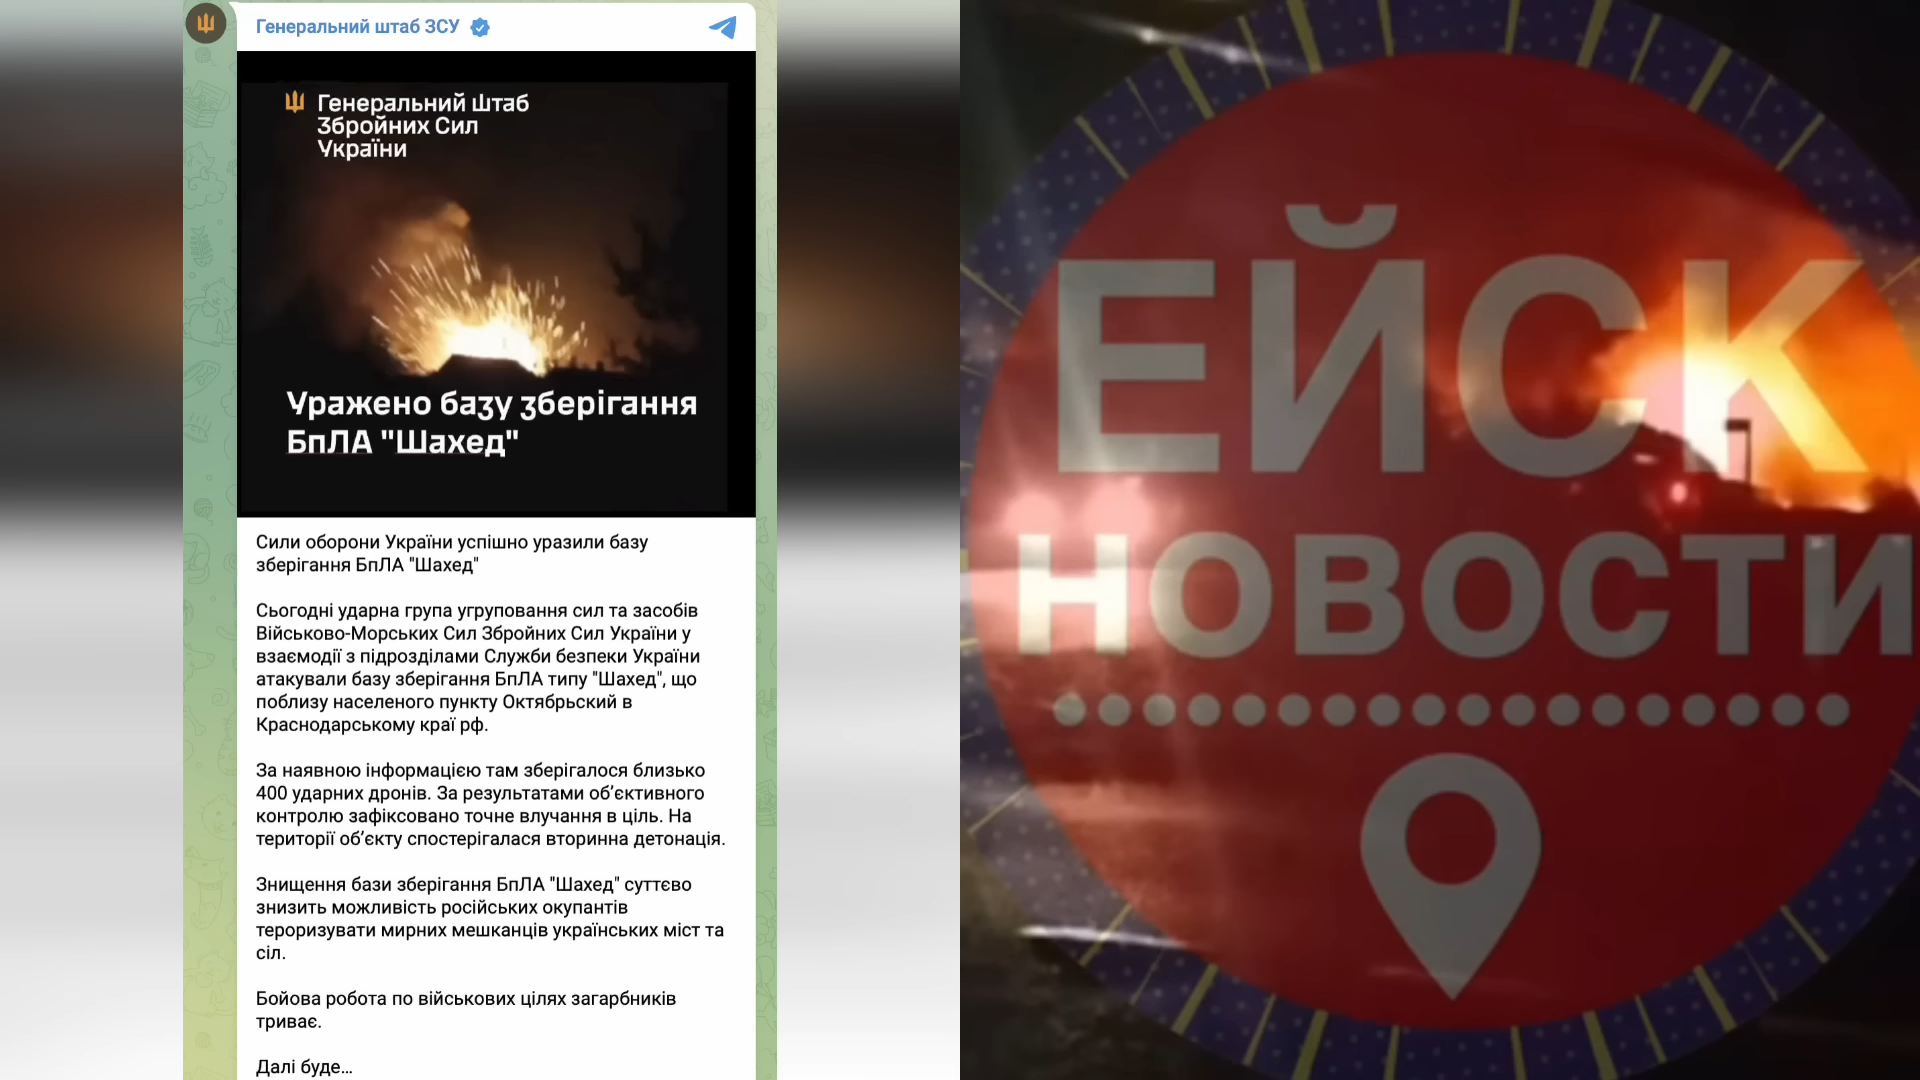 Генеральний штаб ЗСУ
Генеральний штаб
Збройних Сил
України
Уражено базу зберігання
БпЛА "Шахед"
Сили оборони України успішно уразили базу
зберігання БпЛА "Шахед"
Сьогодні ударна група угруповання сил та засобів
Військово-Морських Сил Збройних Сил України у
взаємодії з підрозділами Служби безпеки України
атакували базу зберігання БпЛА типу "Шахед", що
поблизу населеного пункту Октябрьский в
Краснодарському краї рф.
За наявною інформацією там зберігалося близько
400 ударних дронів. За результатами об’єктивного
контролю зафіксовано точне влучання в ціль. На
території об’єкту спостерігалася вторинна детонація.
Знищення бази зберігання БпЛА "Шахед" суттєво
знизить можливість російських окупантів
тероризувати мирних мешканців українських міст та
сіл.
Бойова робота по військових цілях загарбників
триває.
Далі буде...
ЕЙСК
НОВОСТИ